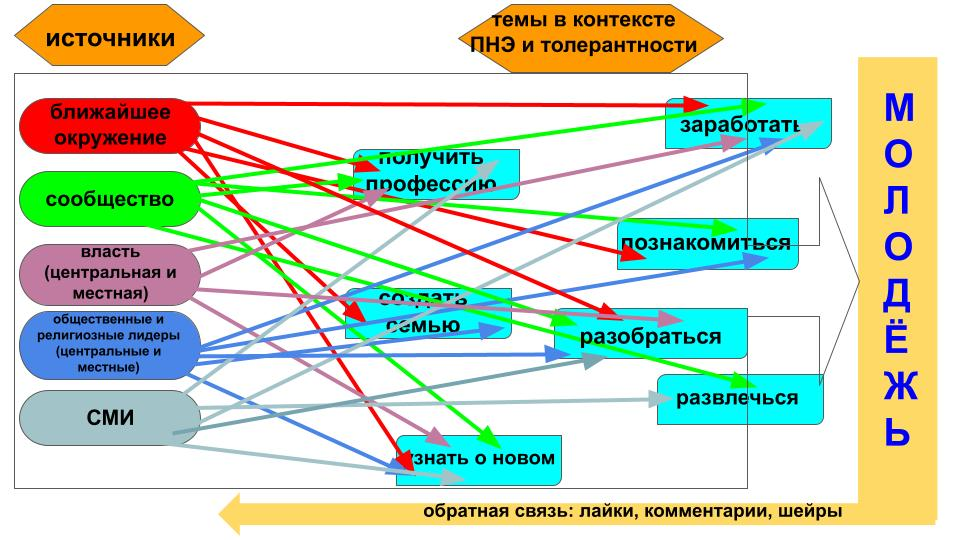 источники
темы в контексте
ПНЭ и толерантности
ближайшее
окружение
сообщество
власть
(центральная и
местная)
общественные и
религиозные лидеры
(центральные и
местные)
СМИ
заработать
получить
профессию
познакомиться
создать
семью
разобраться
развлечься
узнать о новом
МОЛОДЁЖЬ
обратная связь: лайки, комментарии, шейры